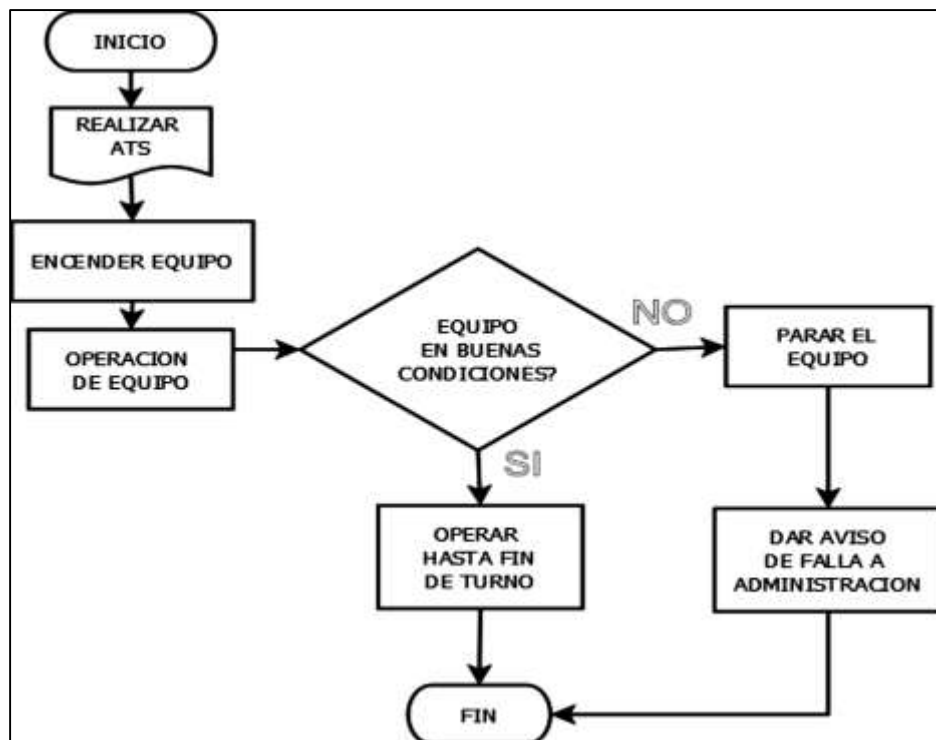 INICIO
REALIZAR
ATS
ENCENDER EQUIPO
OPERACION
DE EQUIPO
EQUIPO
EN BUENAS
CONDICIONES?
NO
PARAR EL
EQUIPO
SI
OPERAR
HASTA FIN
DE TURNO
DAR AVISO
DE FALLA A
ADMINISTRACION
FIN